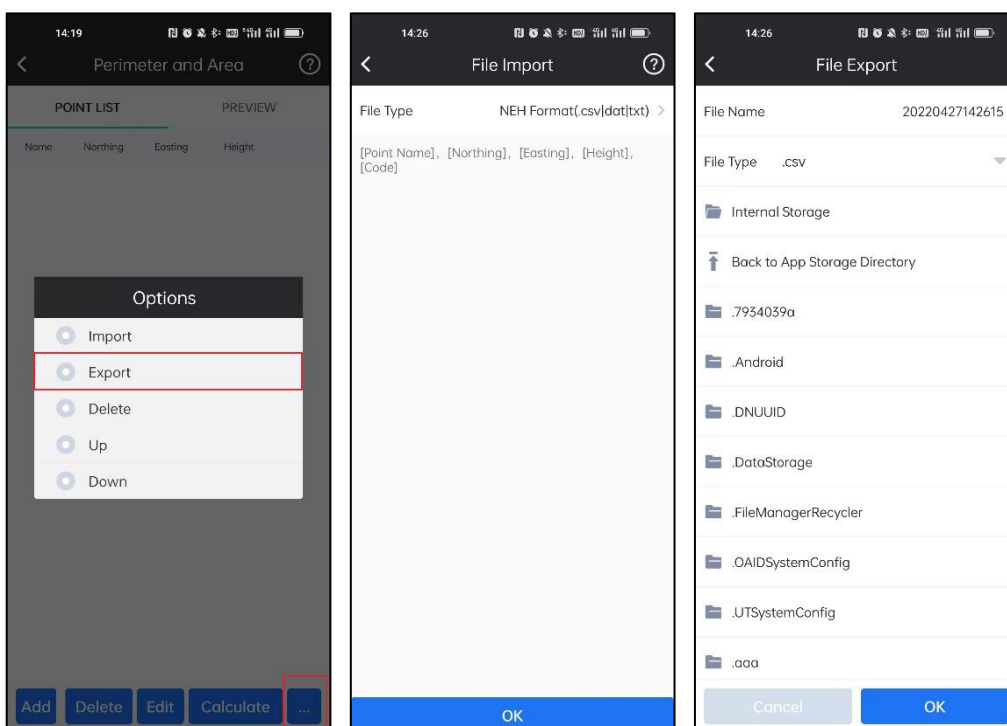 14:19
Perimeter and Area
?
POINT LIST PREVIEW
Name Northing Easting Height
Options
Import
Export
Delete
Up
Down
Add Delete Edit Calculate ...
14:26
File Import
?
File Type NEH Format(.csv|dat|txt)
[Point Name], [Northing], [Easting], [Height],
[Code]
OK
14:26
File Export
File Name 20220427142615
File Type .csv
Internal Storage
Back to App Storage Directory
.7934039a
.Android
.DNUUID
.DataStorage
.FileManagerRecycler
.OAIDSystemConfig
.UTSystemConfig
.aaa
Cancel OK